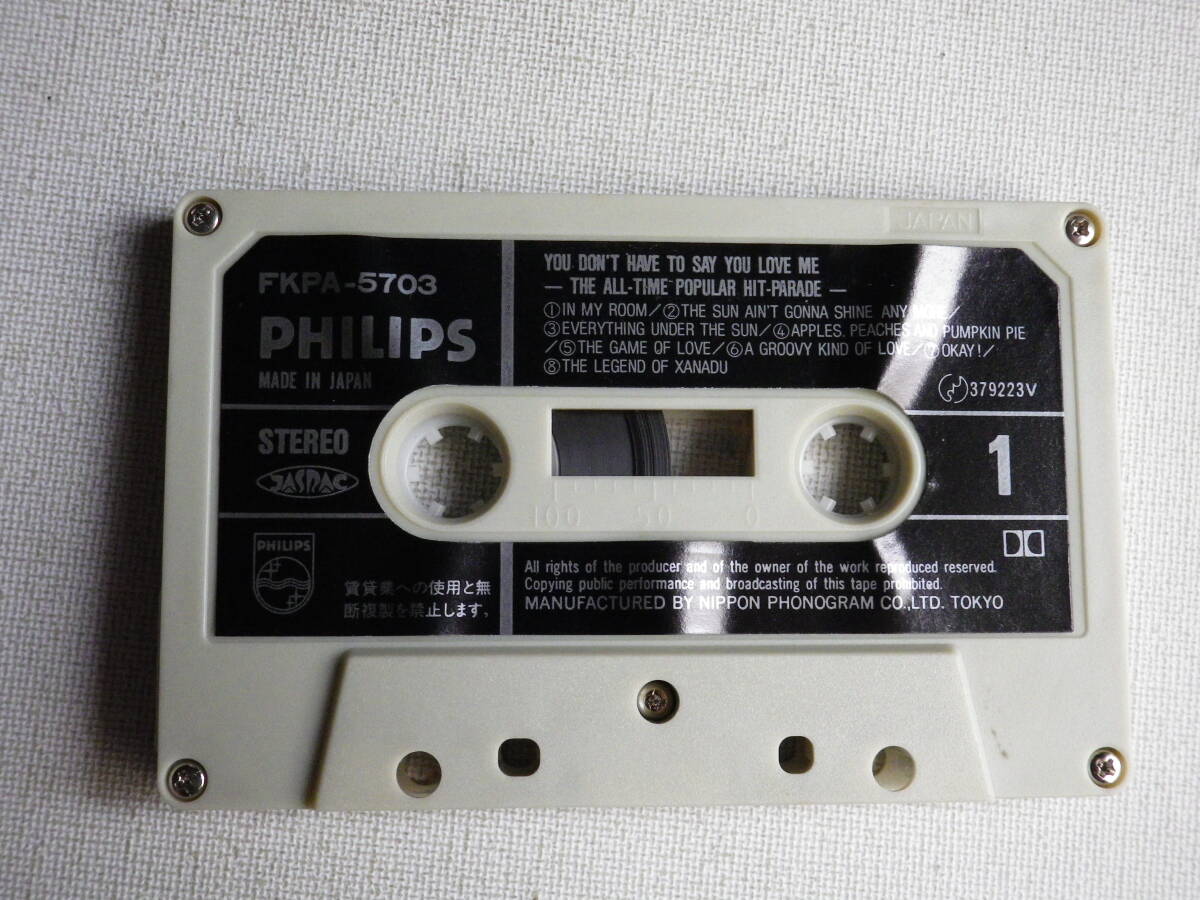 JAPAN
FKPA-5703
PHILIPS
MADE IN JAPAN
YOU DON'T HAVE TO SAY YOU LOVE ME
— THE ALL-TIME POPULAR HIT-PARADE —
①IN MY ROOM/②THE SUN AIN'T GONNA SHINE ANY MORE/
③EVERYTHING UNDER THE SUN/④APPLES. PEACHES AND PUMPKIN PIE
/⑤THE GAME OF LOVE/⑥A GROOVY KIND OF LOVE/⑦OKAY!/
⑧THE LEGEND OF XANADU
379223V
STEREO
JASRAC
1
100 50 0
PHILIPS
賃貸業への使用と無
断複製を禁止します。
All rights of the producer and of the owner of the work reproduced reserved.
Copying public performance and broadcasting of this tape prohibited.
MANUFACTURED BY NIPPON PHONOGRAM CO.,LTD. TOKYO